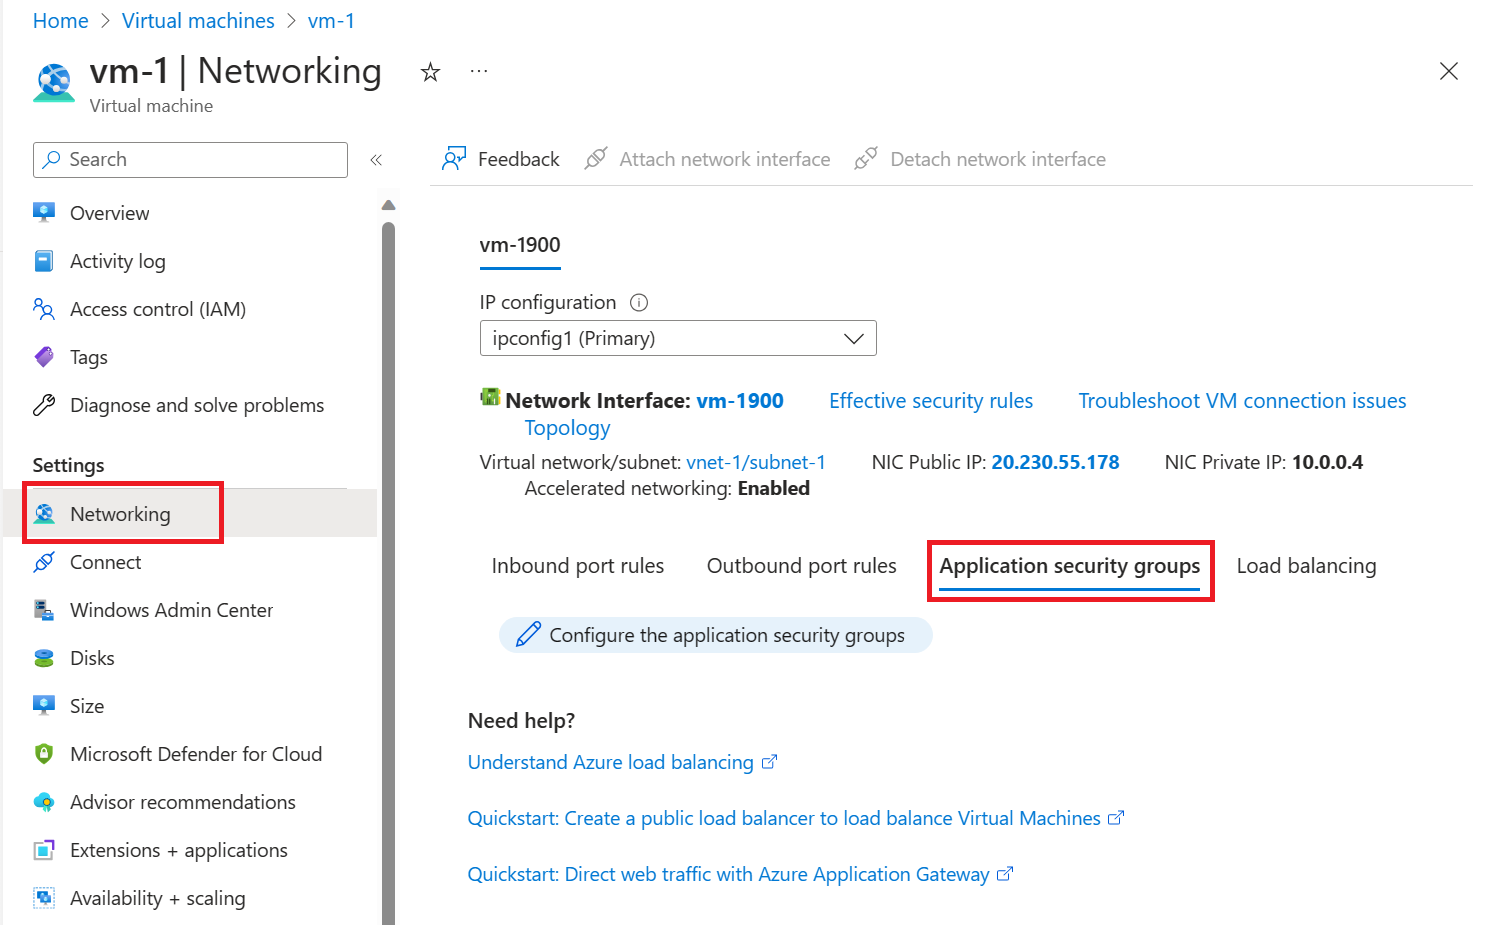 Home > Virtual machines > vm-1
vm-1 | Networking ☆ ···
Virtual machine
Search «
Overview
Activity log
Access control (IAM)
Tags
Diagnose and solve problems
Settings
Networking
Connect
Windows Admin Center
Disks
Size
Microsoft Defender for Cloud
Advisor recommendations
Extensions + applications
Availability + scaling
Feedback Attach network interface Detach network interface
vm-1900
IP configuration
ipconfig1 (Primary)
Network Interface: vm-1900 Effective security rules Troubleshoot VM connection issues
Topology
Virtual network/subnet: vnet-1/subnet-1 NIC Public IP: 20.230.55.178 NIC Private IP: 10.0.0.4
Accelerated networking: Enabled
Inbound port rules Outbound port rules Application security groups Load balancing
Configure the application security groups
Need help?
Understand Azure load balancing
Quickstart: Create a public load balancer to load balance Virtual Machines
Quickstart: Direct web traffic with Azure Application Gateway